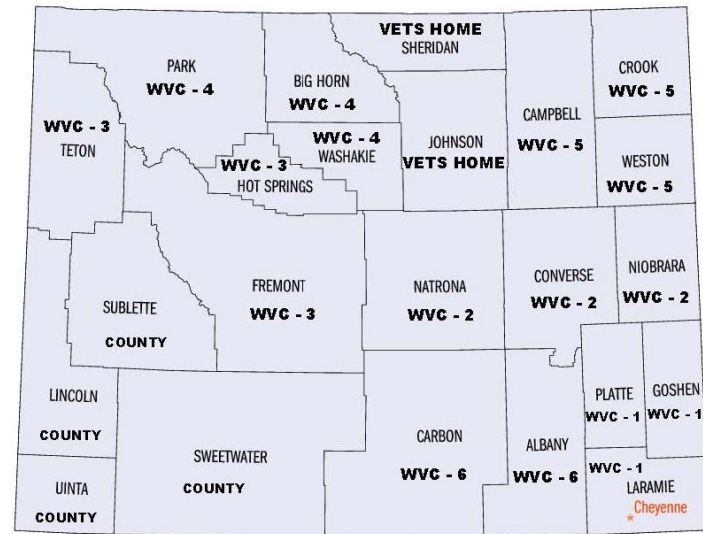 VETS HOME
SHERIDAN
PARK
WVC - 4
BIG HORN
WVC - 4
CROOK
WVC - 5
CAMPBELL
WVC - 5
WVC - 3
TETON
WVC - 4
WASHAKIE
JOHNSON
VETS HOME
WVC - 3
HOT SPRINGS
WESTON
WVC - 5
SUBLETTE
COUNTY
FREMONT
WVC - 3
NATRONA
WVC - 2
CONVERSE
WVC - 2
NIOBRARA
WVC - 2
LINCOLN
COUNTY
PLATTE
WVC - 1
GOSHEN
WVC - 1
SWEETWATER
COUNTY
CARBON
WVC - 6
ALBANY
WVC - 6
UINTA
COUNTY
WVC - 1
LARAMIE
Cheyenne
*